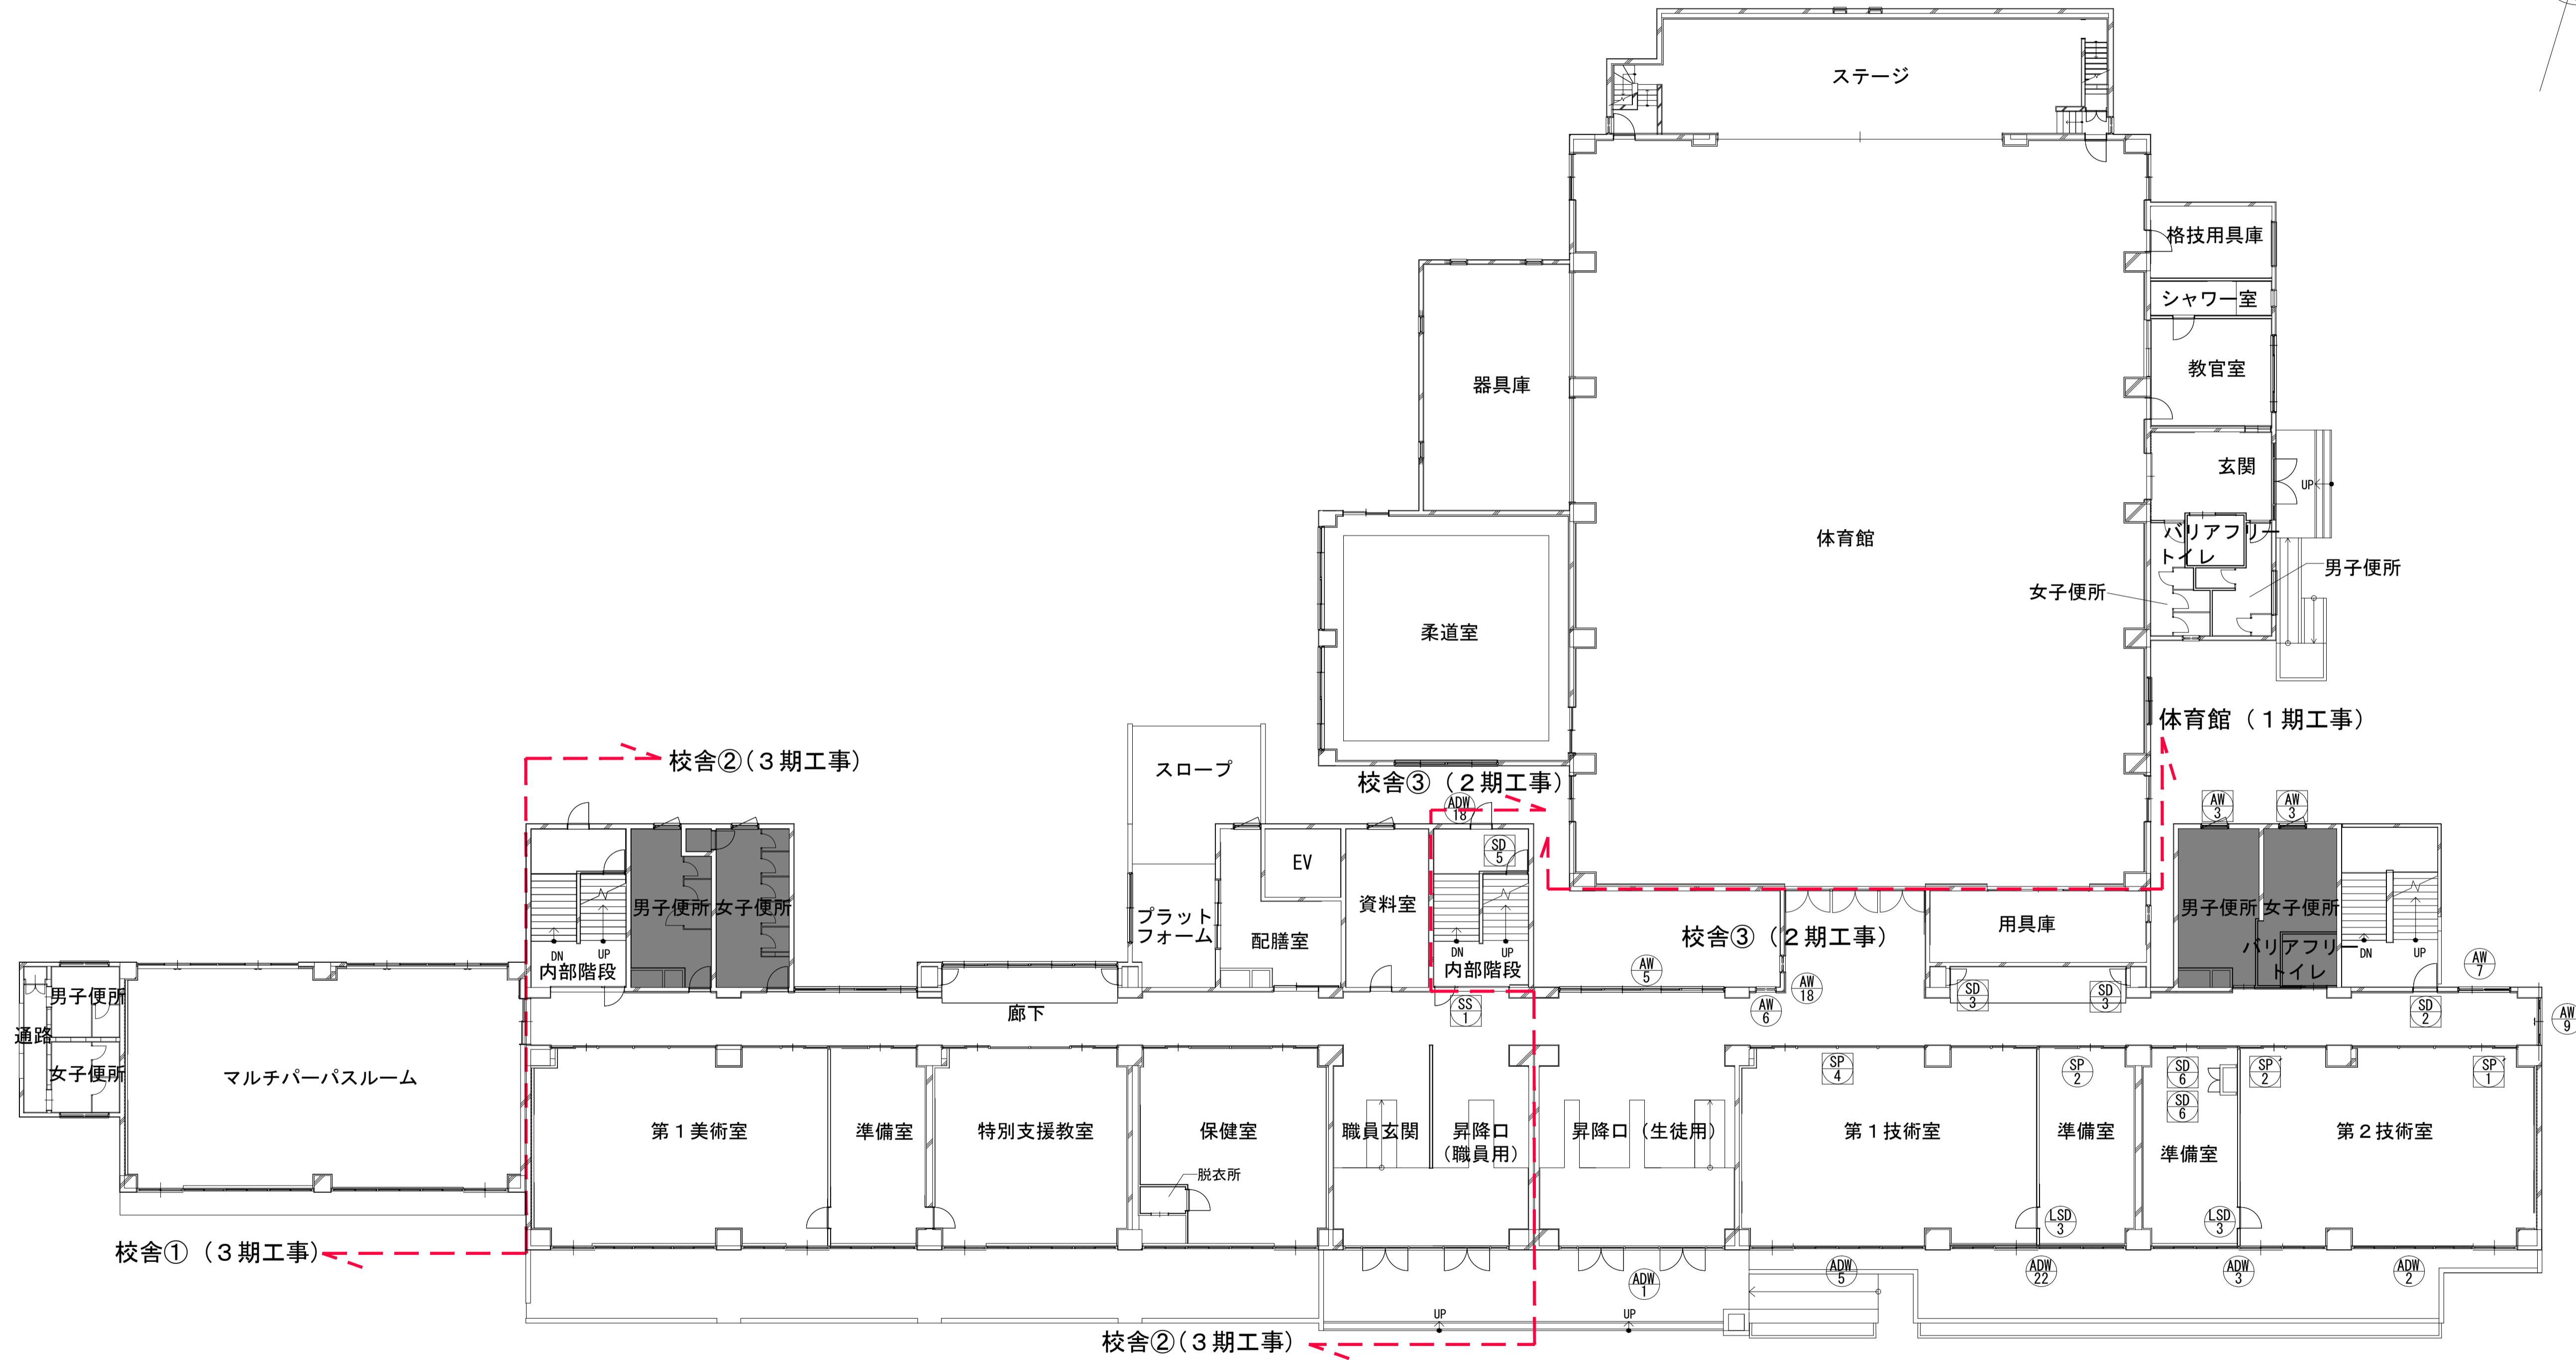 ステージ
格技用具庫
シャワー室
教官室
器具庫
玄関
UP
体育館
バリアフリー
トイレ
男子便所
女子便所
柔道室
体育館（１期工事）
校舎②(３期工事)
スロープ
校舎③（２期工事）
ADW
18
AW
3
AW
3
SD
5
EV
男子便所
女子便所
プラット
フォーム
資料室
配膳室
用具庫
校舎③（２期工事）
男子便所
女子便所
バリアフリー
トイレ
DN
UP
内部階段
DN
UP
内部階段
DN
UP
AW
7
AW
5
AW
18
AW
6
SD
3
SD
3
SD
2
AW
9
男子便所
通路
女子便所
廊下
SS
1
マルチパーパスルーム
第１美術室
準備室
特別支援教室
保健室
脱衣所
職員玄関
昇降口
（職員用）
昇降口（生徒用）
SP
4
第１技術室
SP
2
準備室
SD
6
SD
6
準備室
SP
2
SP
1
第２技術室
LSD
3
LSD
3
校舎①（３期工事）
ADW
1
ADW
5
ADW
22
ADW
3
ADW
2
UP
UP
校舎②(３期工事)